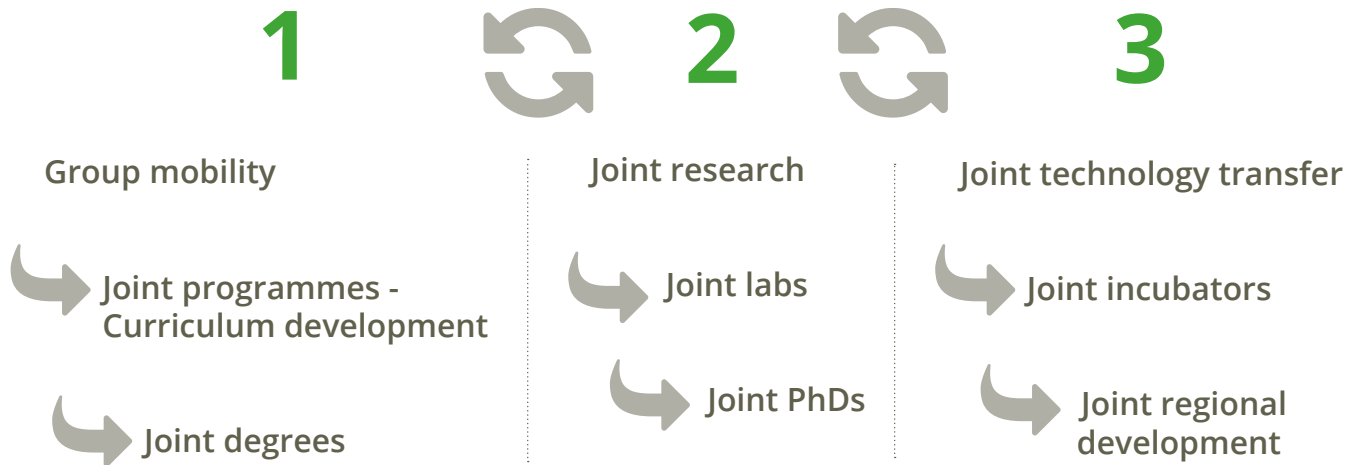 1
2
3
Group mobility
Joint programmes -
Curriculum development
Joint degrees
Joint research
Joint labs
Joint PhDs
Joint technology transfer
Joint incubators
Joint regional
development